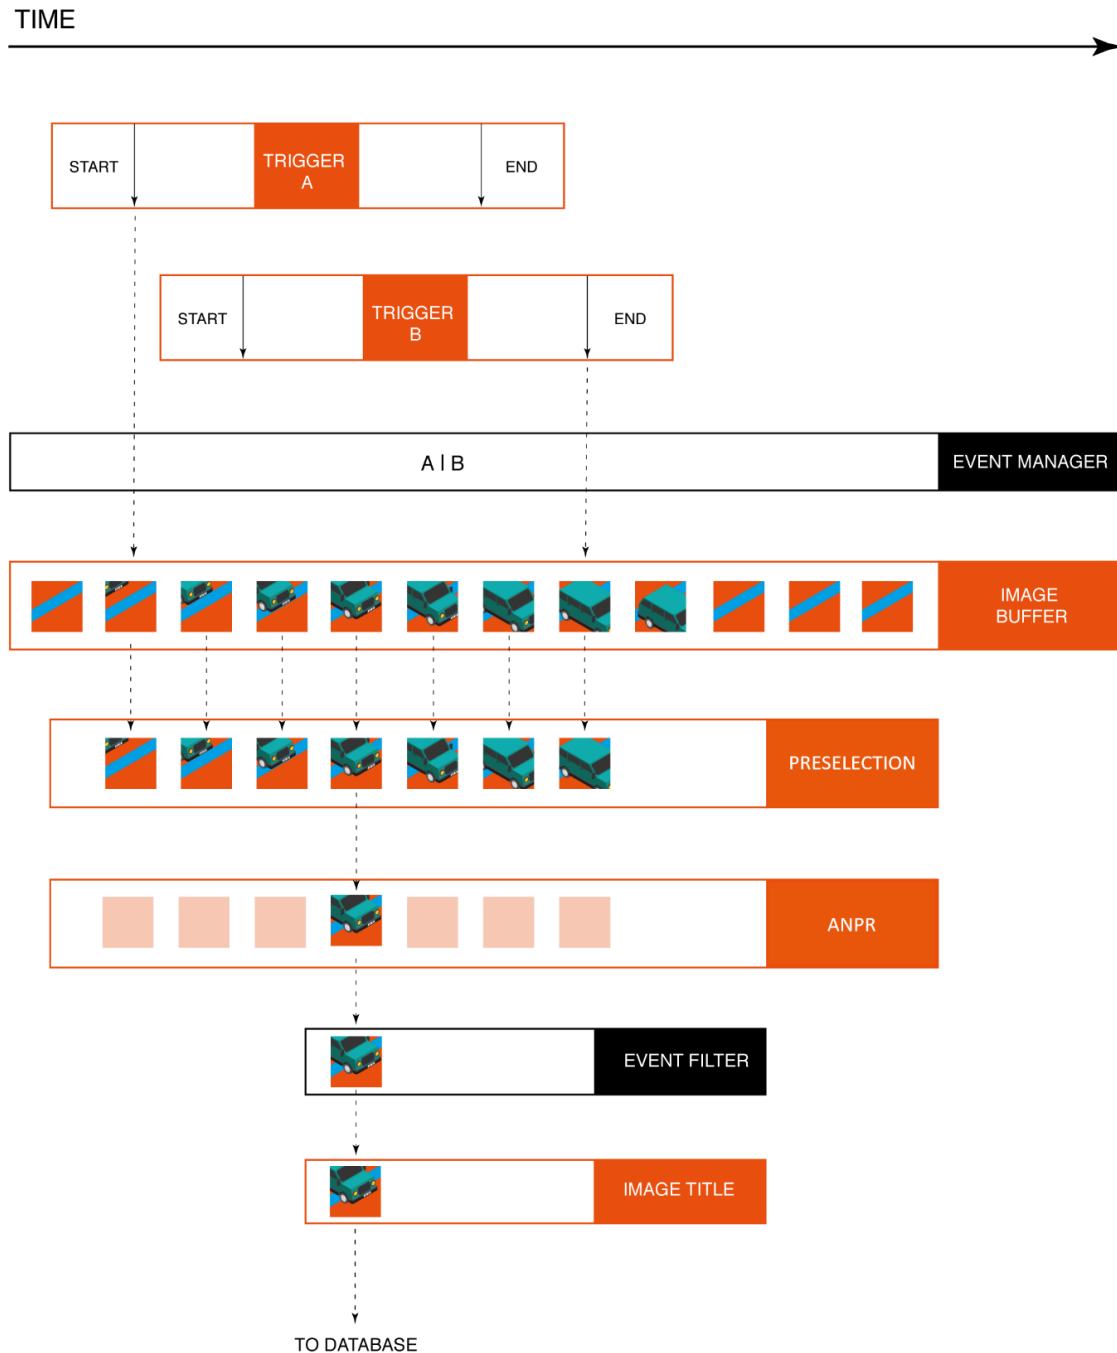 TIME
START
TRIGGER
A
END
START
TRIGGER
B
END
A | B
EVENT MANAGER
IMAGE
BUFFER
PRESELECTION
ANPR
EVENT FILTER
IMAGE TITLE
TO DATABASE